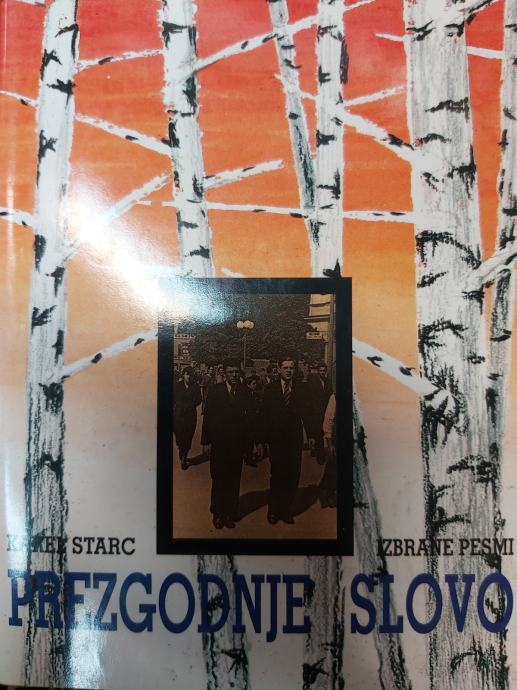 KAREL STARC
IZBRANE PESMI
PREZGODNJE SLOVO